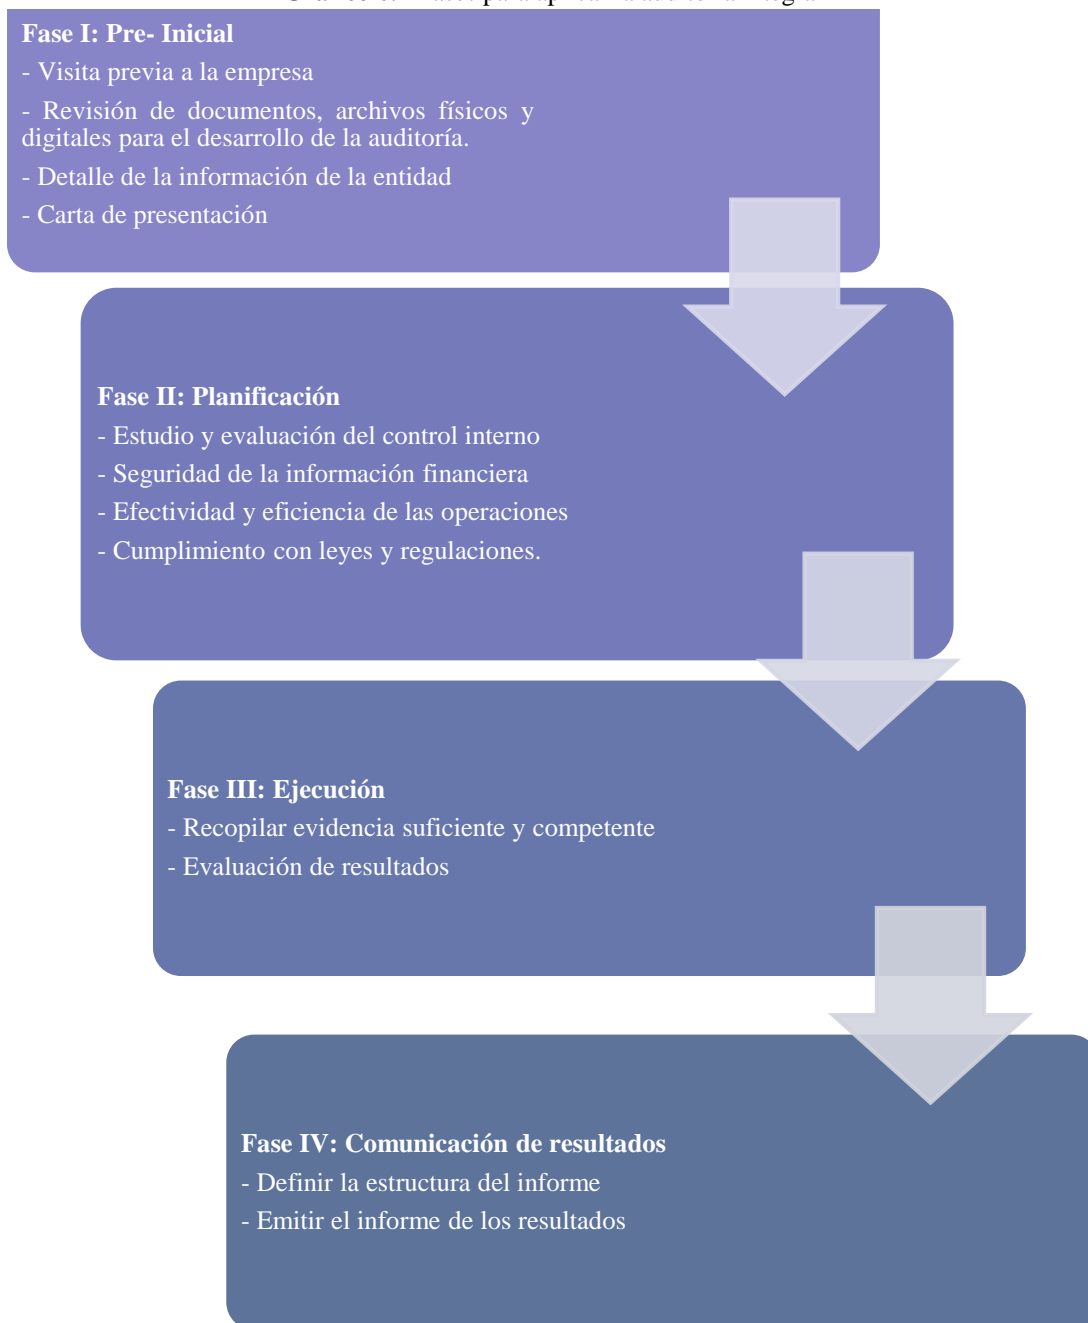 Fase I: Pre- Inicial
- Visita previa a la empresa
- Revisión de documentos, archivos físicos y
digitales para el desarrollo de la auditoría.
- Detalle de la información de la entidad
- Carta de presentación
Fase II: Planificación
- Estudio y evaluación del control interno
- Seguridad de la información financiera
- Efectividad y eficiencia de las operaciones
- Cumplimiento con leyes y regulaciones.
Fase III: Ejecución
- Recopilar evidencia suficiente y competente
- Evaluación de resultados
Fase IV: Comunicación de resultados
- Definir la estructura del informe
- Emitir el informe de los resultados